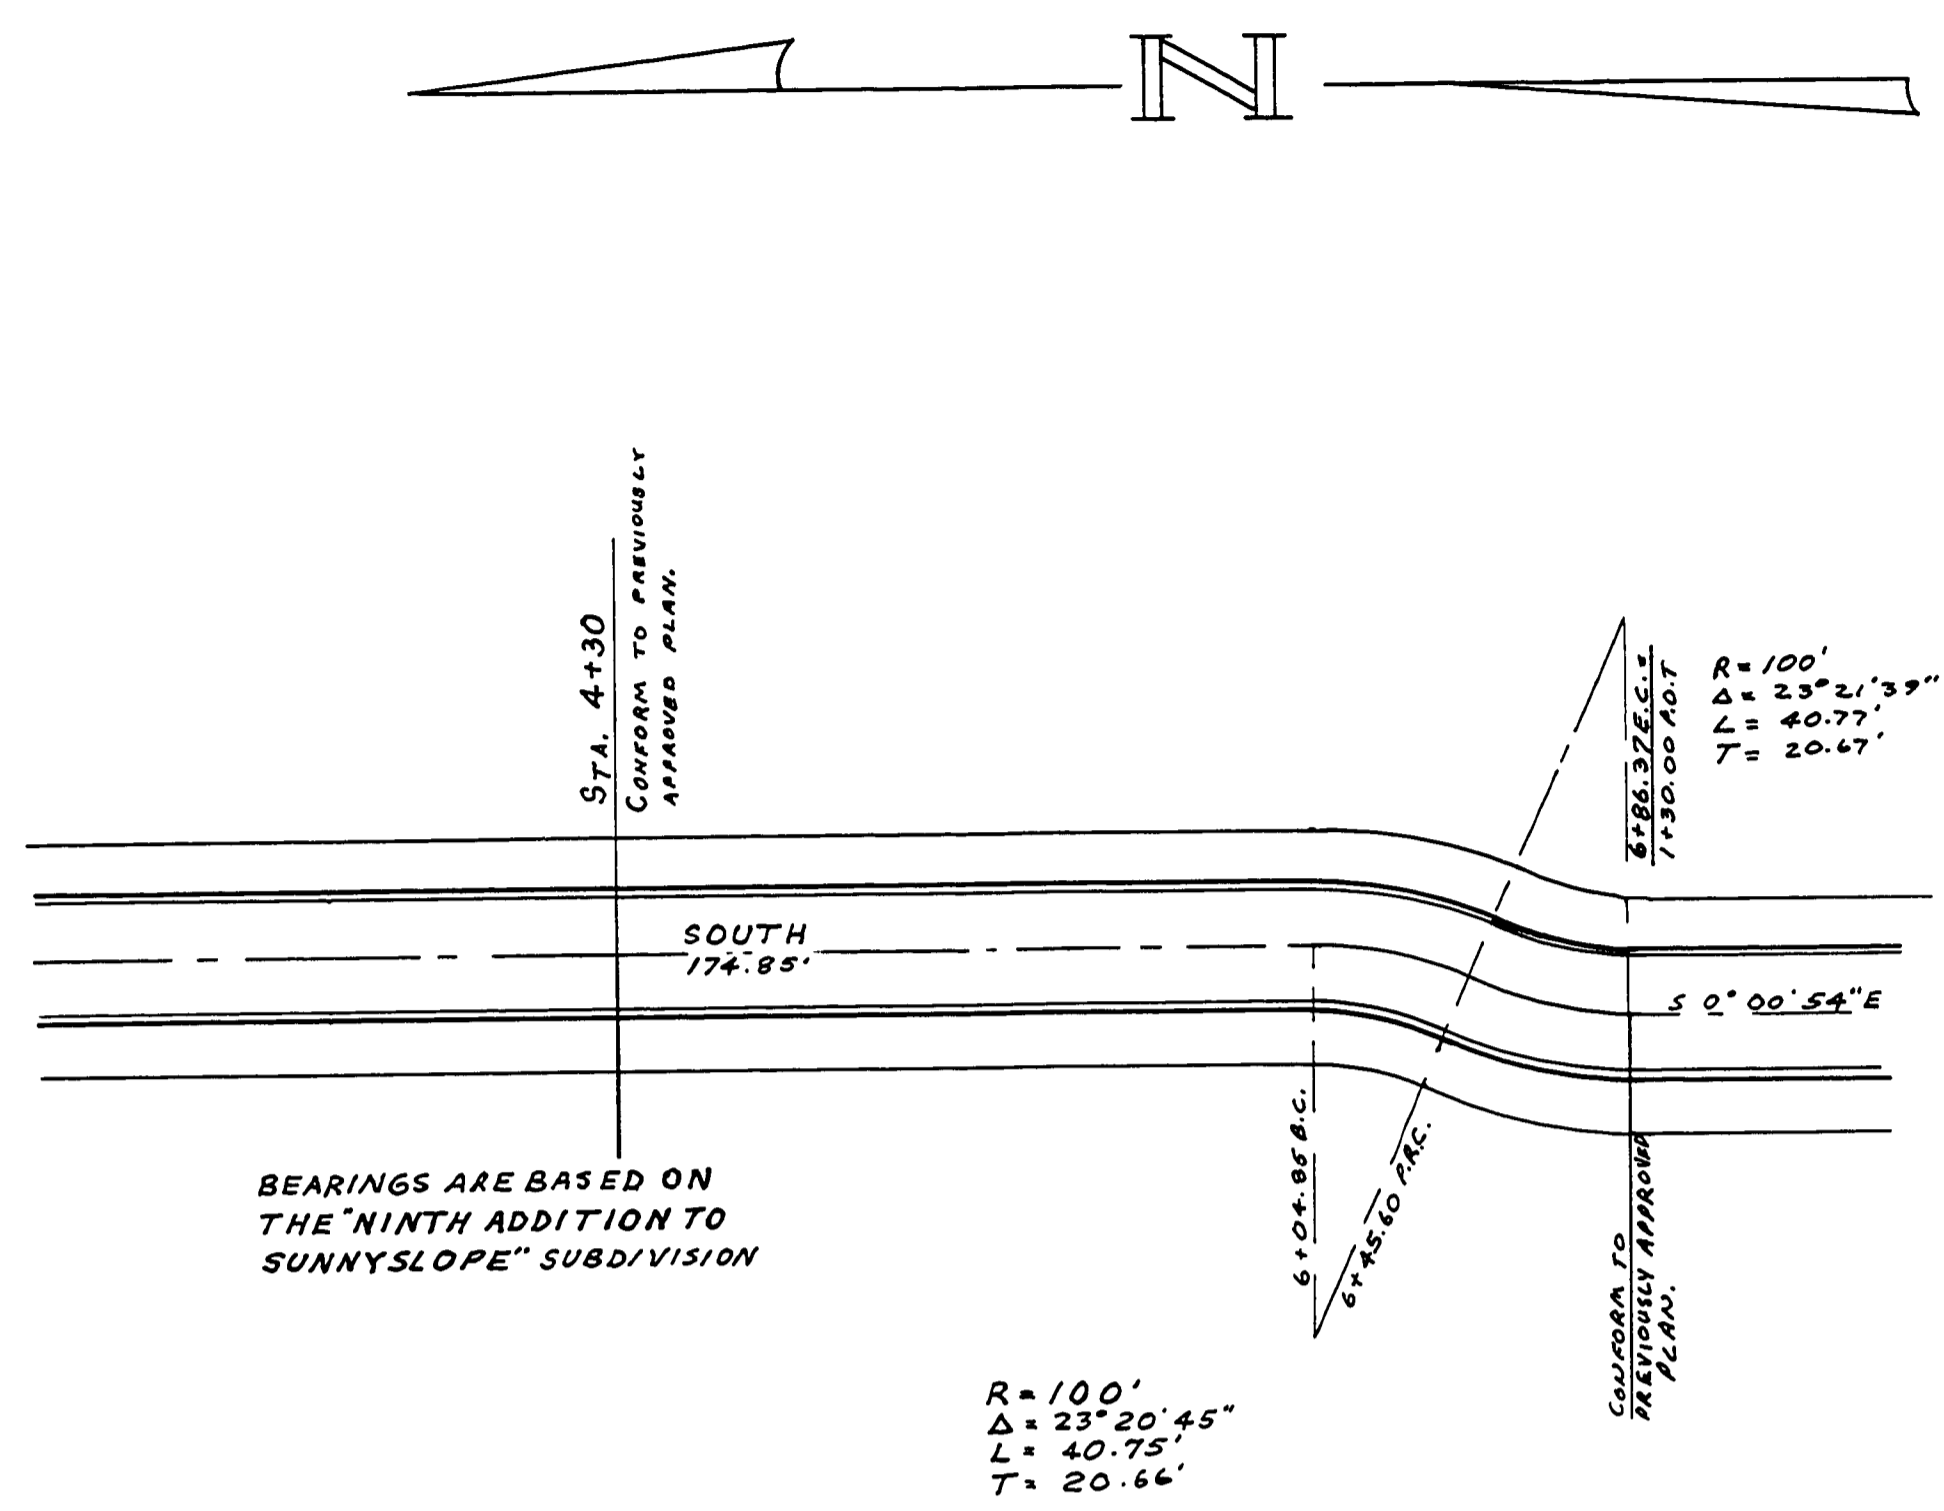 N
STA. 4+30
CONFORM TO PREVIOUSLY
APPROVED PLAN.
6+86.37 E.C. =
1+30.00 P.O.T
R = 100'
Δ = 23° 21' 39"
L = 40.77'
T = 20.67'
SOUTH
174.85'
S 0° 00' 54" E
6+04.85 B.C.
6+45.60 P.R.C.
CONFORM TO
PREVIOUSLY APPROVED
PLAN.
BEARINGS ARE BASED ON
THE "NINTH ADDITION TO
SUNNYSLOPE" SUBDIVISION
R = 100'
Δ = 23° 20' 45"
L = 40.75'
T = 20.66'